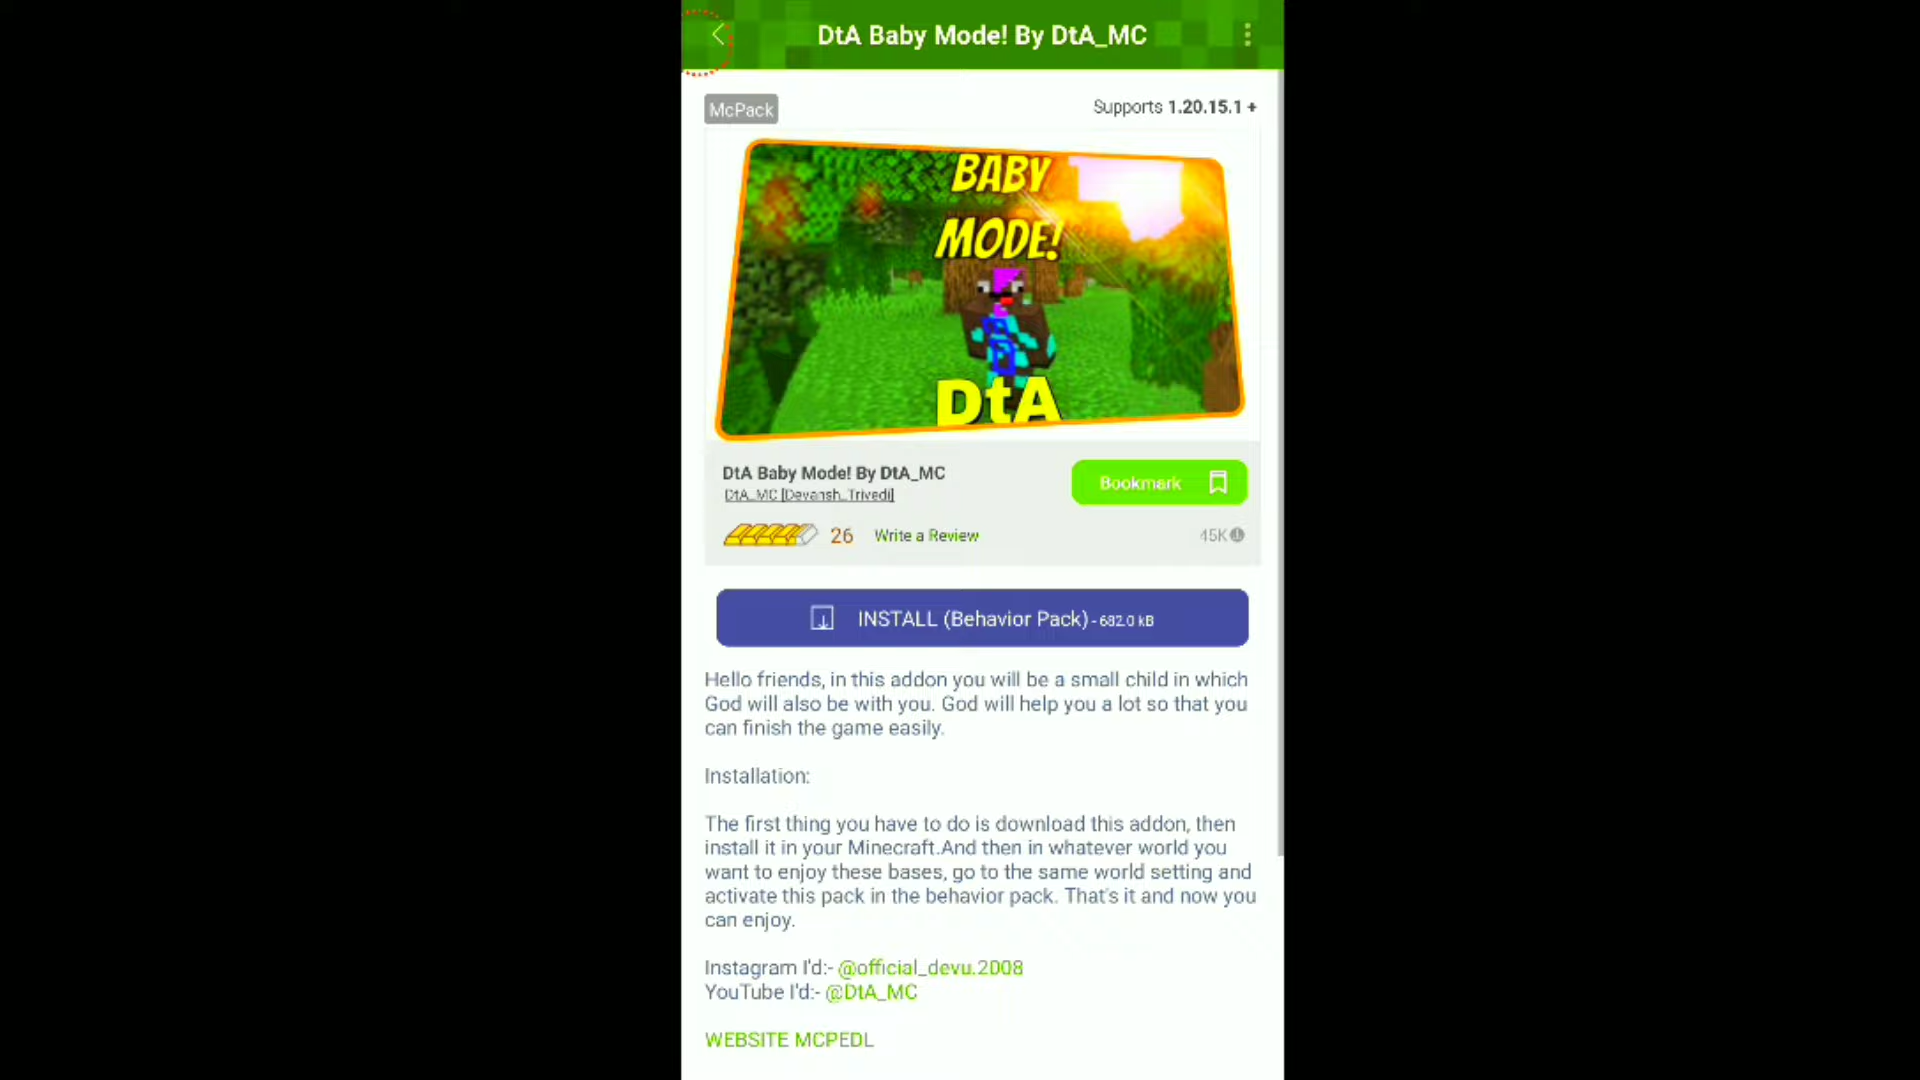 DtA Baby Mode! By DtA_MC
McPack
Supports 1.20.15.1 +
BABY
MODE!
DtA
DtA Baby Mode! By DtA_MC
DtA_MC [Devansh_Trivedi]
Bookmark
26 Write a Review
45K
INSTALL (Behavior Pack) - 682.0 kB
Hello friends, in this addon you will be a small child in which
God will also be with you. God will help you a lot so that you
can finish the game easily.
Installation:
The first thing you have to do is download this addon, then
install it in your Minecraft.And then in whatever world you
want to enjoy these bases, go to the same world setting and
activate this pack in the behavior pack. That's it and now you
can enjoy.
Instagram I'd:- @official_devu.2008
YouTube I'd:- @DtA_MC
WEBSITE MCPEDL